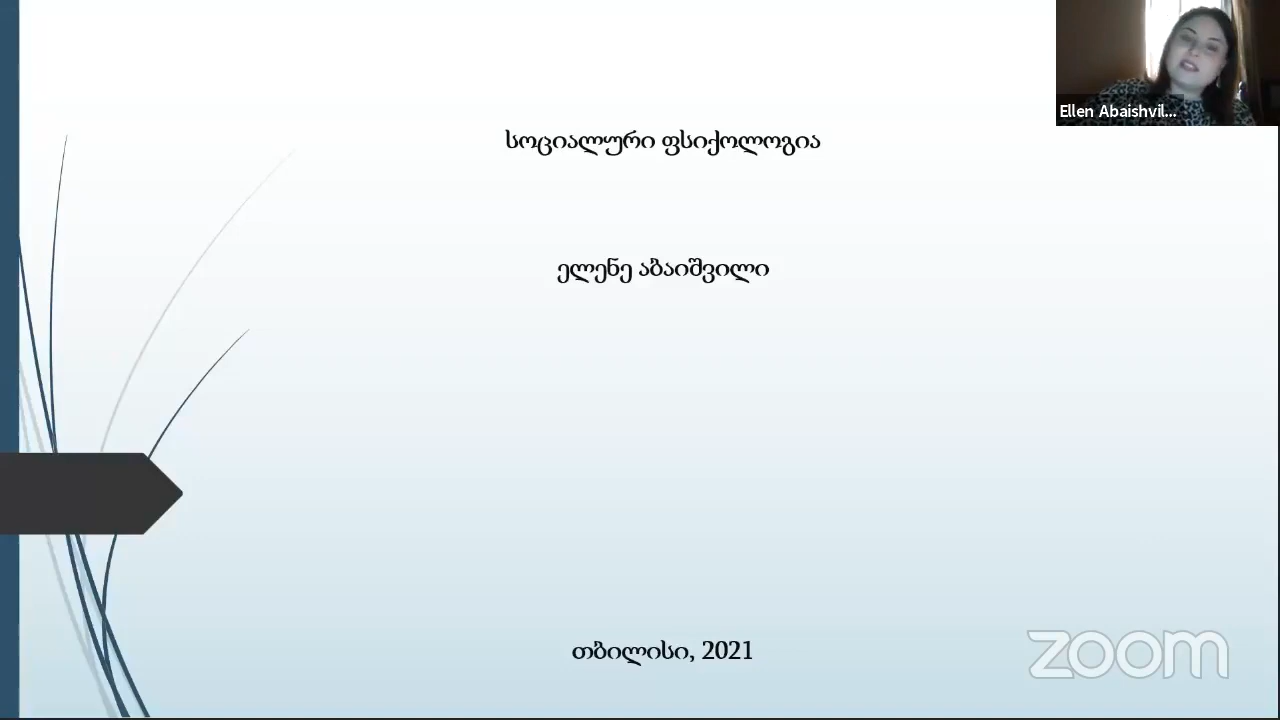 Ellen Abaishvil...
სოციალური ფსიქოლოგია
ელენე აბაიშვილი
თბილისი, 2021
zoom